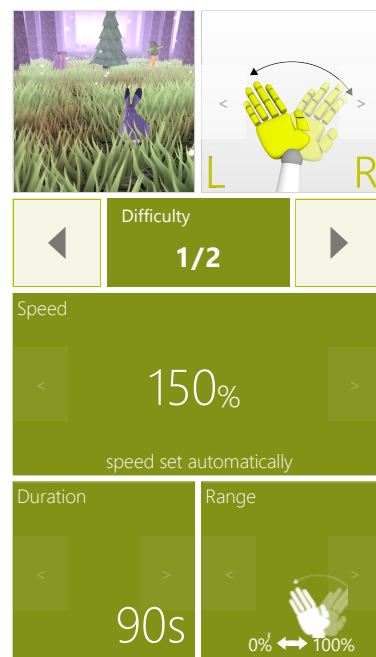 < >
L R
Difficulty
1/2
Speed
< 150% >
speed set automatically
Duration Range
< > < >
90s 0% 100%